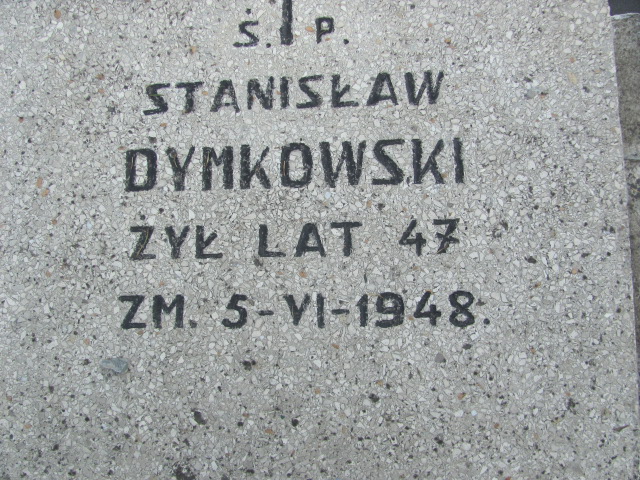 Ś. P.
STANISŁAW
DYMKOWSKI
ŻYŁ LAT 47
ZM. 5-VI-1948.